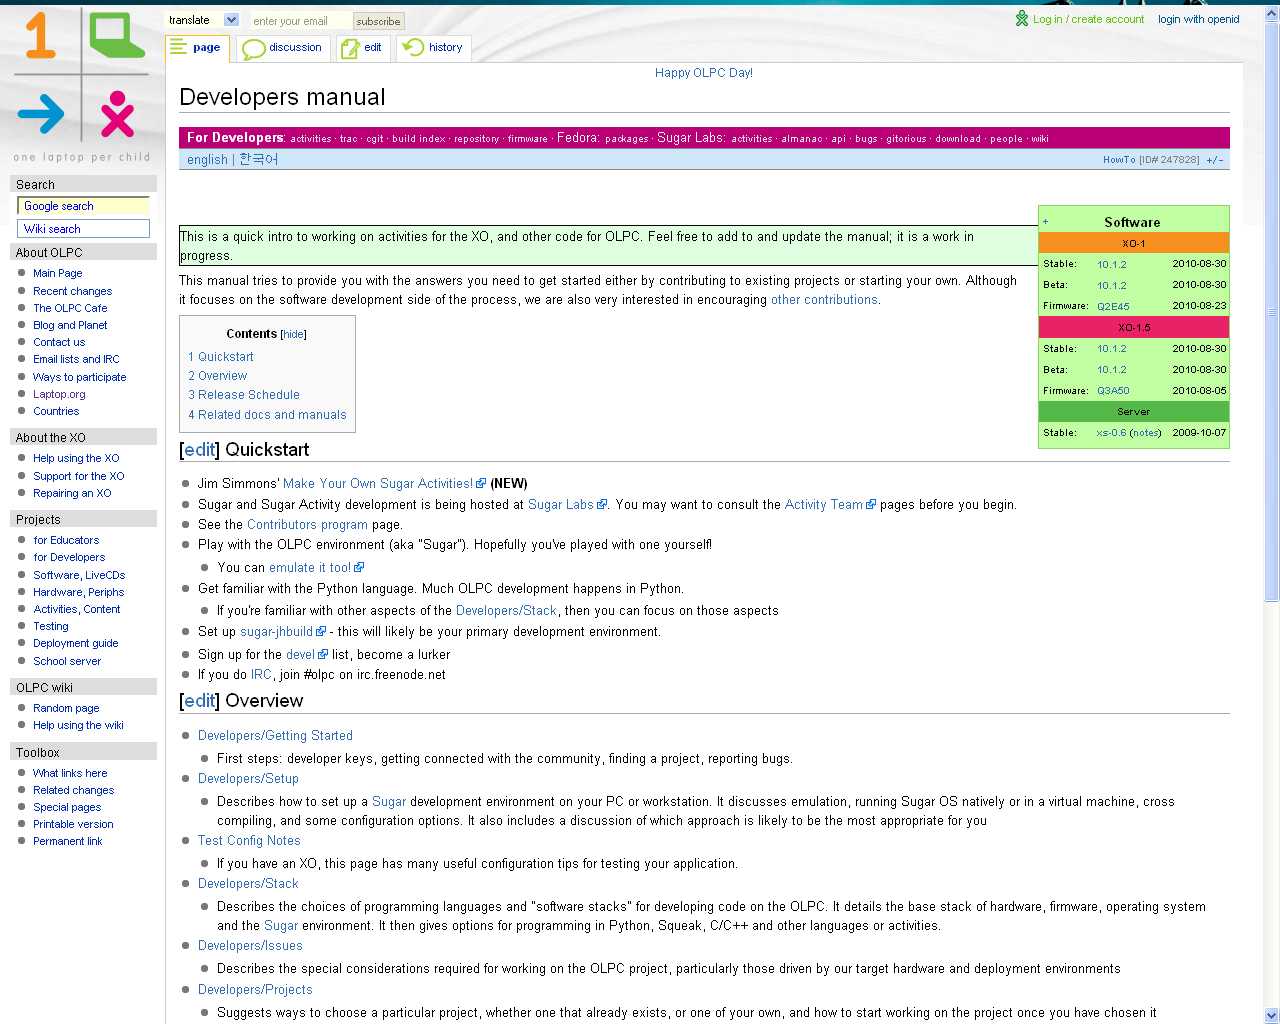 translate
enter your email
subscribe
Log in / create account
login with openid
page
discussion
edit
history
one laptop per child
Happy OLPC Day!
Developers manual
For Developers: activities · trac · cgit · build index · repository · firmware · Fedora: packages · Sugar Labs: activities · almanac · api · bugs · gitorious · download · people · wiki
english | 한국어
HowTo [ID# 247828] +/-
Search
Google search
Wiki search
About OLPC
Main Page
Recent changes
The OLPC Cafe
Blog and Planet
Contact us
Email lists and IRC
Ways to participate
Laptop.org
Countries
About the XO
Help using the XO
Support for the XO
Repairing an XO
Projects
for Educators
for Developers
Software, LiveCDs
Hardware, Periphs
Activities, Content
Testing
Deployment guide
School server
OLPC wiki
Random page
Help using the wiki
Toolbox
What links here
Related changes
Special pages
Printable version
Permanent link
This is a quick intro to working on activities for the XO, and other code for OLPC. Feel free to add to and update the manual; it is a work in
progress.
This manual tries to provide you with the answers you need to get started either by contributing to existing projects or starting your own. Although
it focuses on the software development side of the process, we are also very interested in encouraging other contributions.
+ Software
XO-1
Stable: 10.1.2 2010-08-30
Beta: 10.1.2 2010-08-30
Firmware: Q2E45 2010-08-23
XO-1.5
Stable: 10.1.2 2010-08-30
Beta: 10.1.2 2010-08-30
Firmware: Q3A50 2010-08-05
Server
Stable: xs-0.6 (notes) 2009-10-07
Contents [hide]
1 Quickstart
2 Overview
3 Release Schedule
4 Related docs and manuals
[edit] Quickstart
Jim Simmons' Make Your Own Sugar Activities! (NEW)
Sugar and Sugar Activity development is being hosted at Sugar Labs. You may want to consult the Activity Team pages before you begin.
See the Contributors program page.
Play with the OLPC environment (aka "Sugar"). Hopefully you've played with one yourself!
You can emulate it too!
Get familiar with the Python language. Much OLPC development happens in Python.
If you're familiar with other aspects of the Developers/Stack, then you can focus on those aspects
Set up sugar-jhbuild - this will likely be your primary development environment.
Sign up for the devel list, become a lurker
If you do IRC, join #olpc on irc.freenode.net
[edit] Overview
Developers/Getting Started
First steps: developer keys, getting connected with the community, finding a project, reporting bugs.
Developers/Setup
Describes how to set up a Sugar development environment on your PC or workstation. It discusses emulation, running Sugar OS natively or in a virtual machine, cross
compiling, and some configuration options. It also includes a discussion of which approach is likely to be the most appropriate for you
Test Config Notes
If you have an XO, this page has many useful configuration tips for testing your application.
Developers/Stack
Describes the choices of programming languages and "software stacks" for developing code on the OLPC. It details the base stack of hardware, firmware, operating system
and the Sugar environment. It then gives options for programming in Python, Squeak, C/C++ and other languages or activities.
Developers/Issues
Describes the special considerations required for working on the OLPC project, particularly those driven by our target hardware and deployment environments
Developers/Projects
Suggests ways to choose a particular project, whether one that already exists, or one of your own, and how to start working on the project once you have chosen it